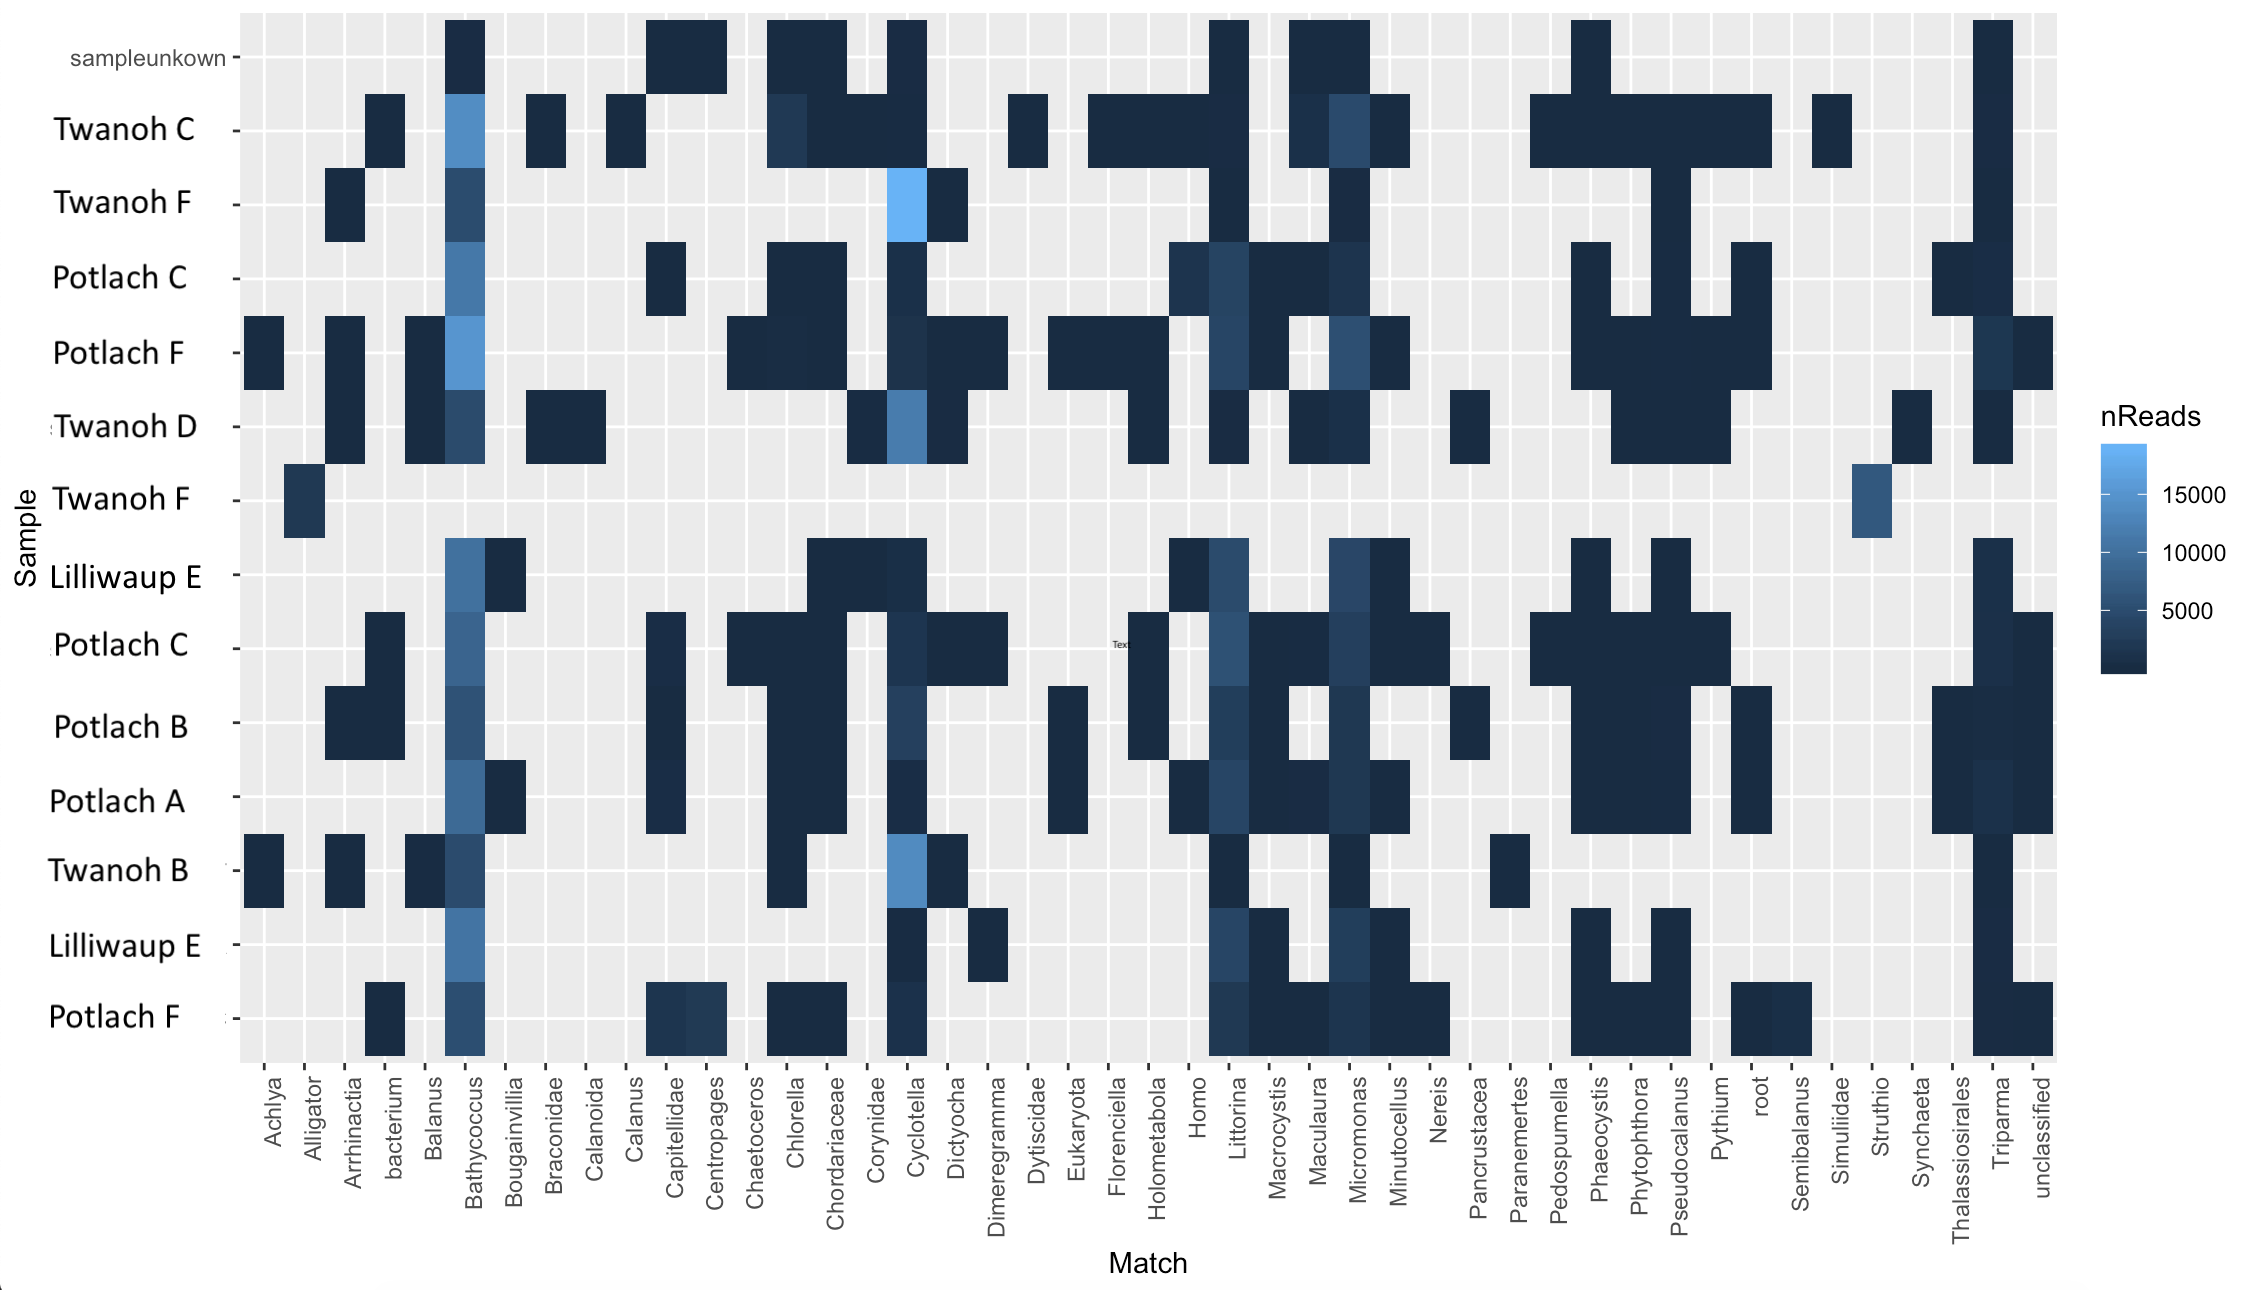 sampleunkown
Twanoh C
Twanoh F
Potlach C
Potlach F
Twanoh D
Twanoh F
Lilliwaup E
Potlach C
Potlach B
Potlach A
Twanoh B
Lilliwaup E
Potlach F
Sample
Text
Achlya
Alligator
Arrhinactia
bacterium
Balanus
Bathycoccus
Bougainvillia
Braconidae
Calanoida
Calanus
Capitellidae
Centropages
Chaetoceros
Chlorella
Chordariaceae
Corynidae
Cyclotella
Dictyocha
Dimeregramma
Dytiscidae
Eukaryota
Florenciella
Holometabola
Homo
Littorina
Macrocystis
Maculaura
Micromonas
Minutocellus
Nereis
Pancrustacea
Paranemertes
Pedospumella
Phaeocystis
Phytophthora
Pseudocalanus
Pythium
root
Semibalanus
Simuliidae
Struthio
Synchaeta
Thalassiosirales
Triparma
unclassified
Match
nReads
15000
10000
5000